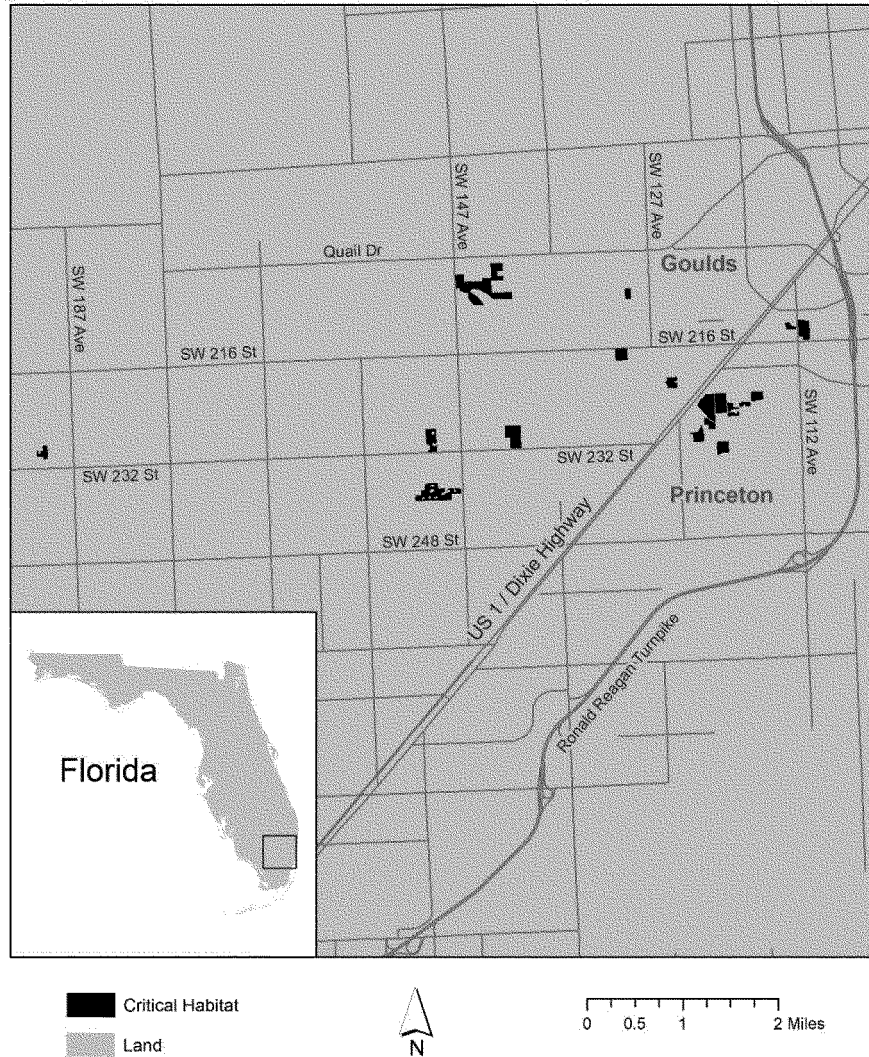 SW 147 Ave
SW 127 Ave
Quail Dr
Goulds
SW 187 Ave
SW 216 St
SW 216 St
SW 112 Ave
SW 232 St
SW 232 St
Princeton
SW 248 St
US 1 / Dixie Highway
Ronald Reagan Turnpike
Florida
Critical Habitat
Land
N
0 0.5 1 2 Miles